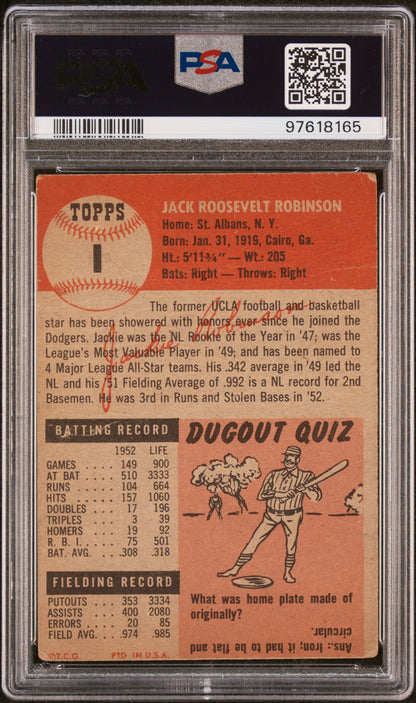 PSA
PSA
97618165
TOPPS
1
JACK ROOSEVELT ROBINSON
Home: St. Albans, N. Y.
Born: Jan. 31, 1919, Cairo, Ga.
Ht.: 5'11¾" — Wt.: 205
Bats: Right — Throws: Right
The former UCLA football and basketball
star has been showered with honors ever since he joined the
Dodgers. Jackie was the NL Rookie of the Year in '47; was the
League's Most Valuable Player in '49; and has been named to
4 Major League All-Star teams. His .342 average in '49 led the
NL and his '51 Fielding Average of .992 is a NL record for 2nd
Basemen. He was 3rd in Runs and Stolen Bases in '52.
Jackie Robinson
BATTING RECORD
1952 LIFE
GAMES .... 149 900
AT BAT .... 510 3333
RUNS .... 104 664
HITS .... 157 1060
DOUBLES .. 17 196
TRIPLES ... 3 39
HOMERS .. 19 92
R. B. I. .... 75 501
BAT. AVG. .. .308 .318
FIELDING RECORD
PUTOUTS .... 353 3334
ASSISTS .... 400 2080
ERRORS .... 20 85
FIELD AVG. .. .974 .985
©T.C.G. PTD IN U.S.A.
DUGOUT QUIZ
What was home plate made of
originally?
Ans.: Iron; it had to be flat and
circular.